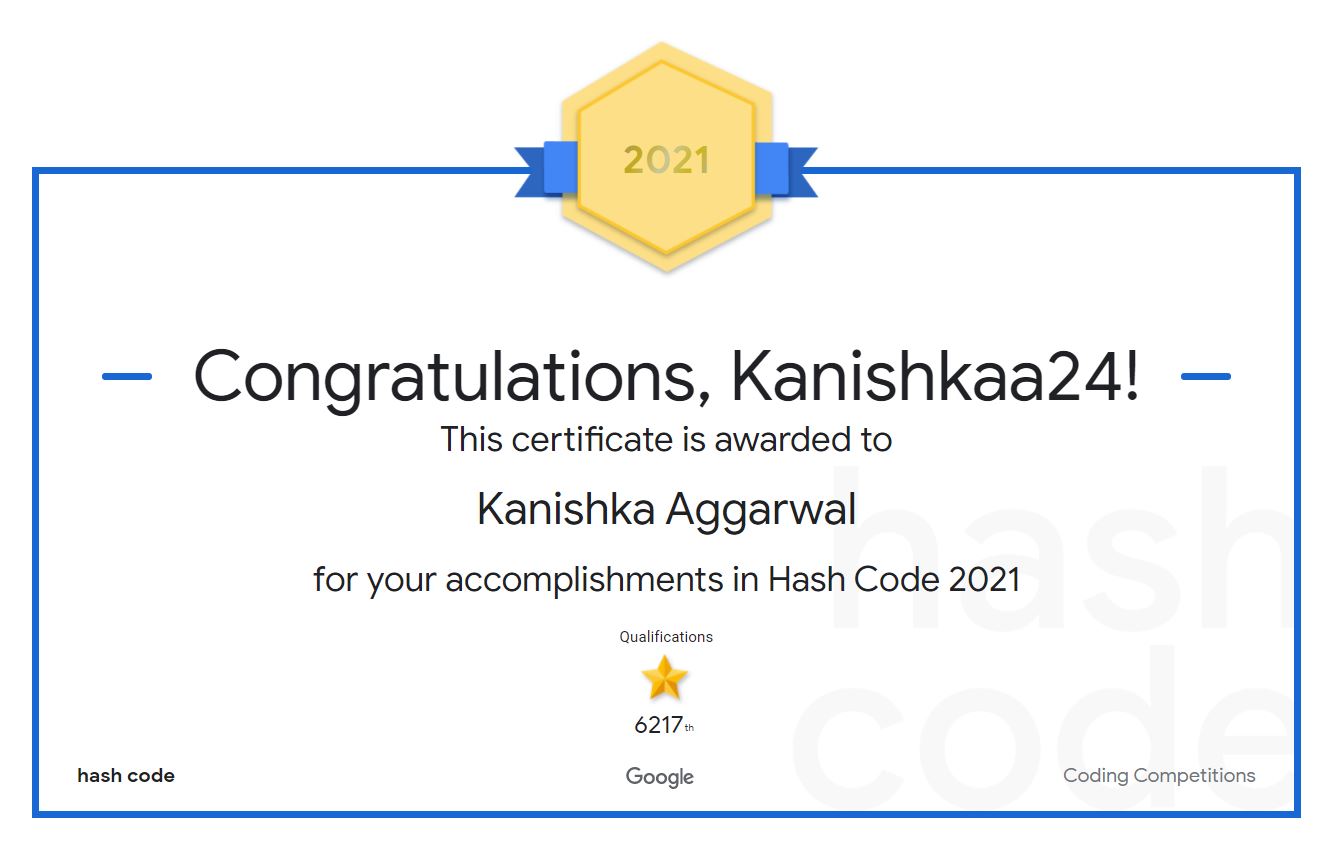 2021
Congratulations, Kanishkaa24!
This certificate is awarded to
Kanishka Aggarwal
for your accomplishments in Hash Code 2021
Qualifications
6217th
hash code
Google
Coding Competitions
hash
code